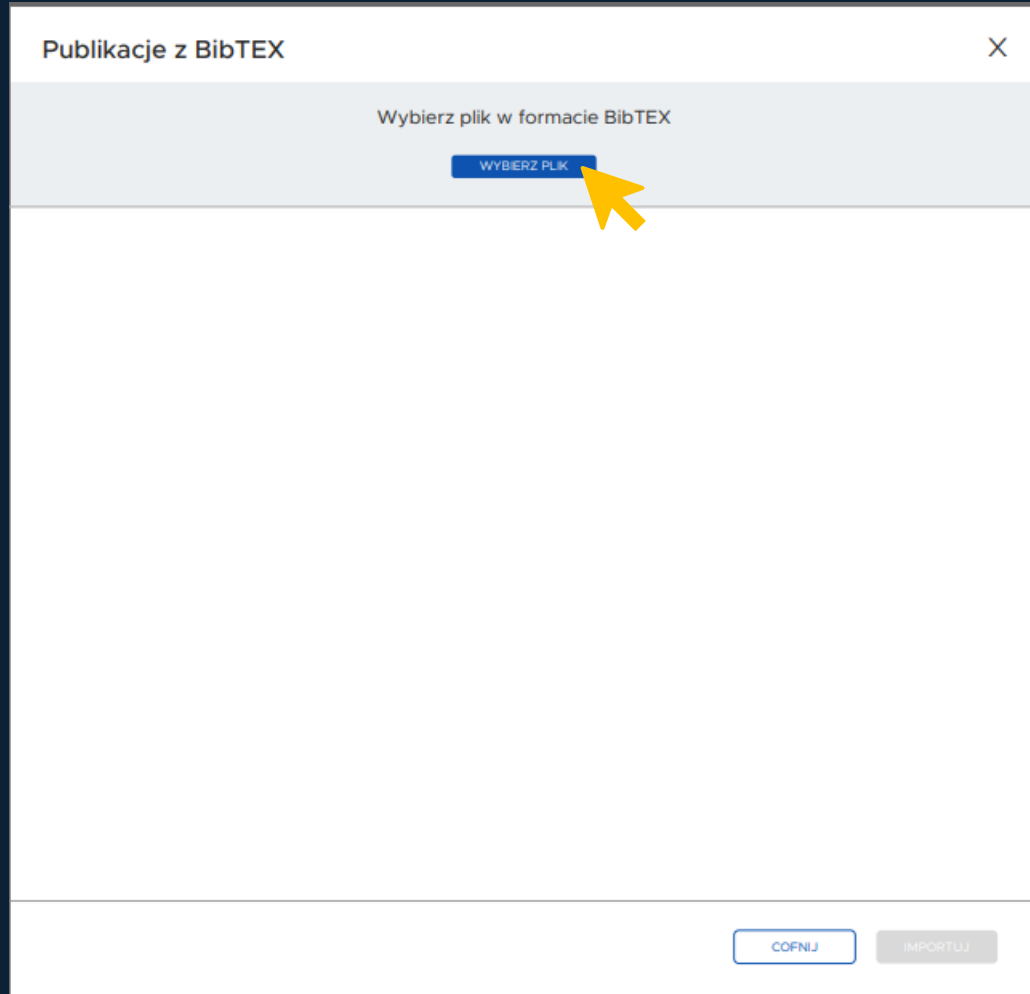 Publikacje z BibTEX
Wybierz plik w formacie BibTEX
WYBIERZ PLIK
COFNIJ
IMPORTUJ